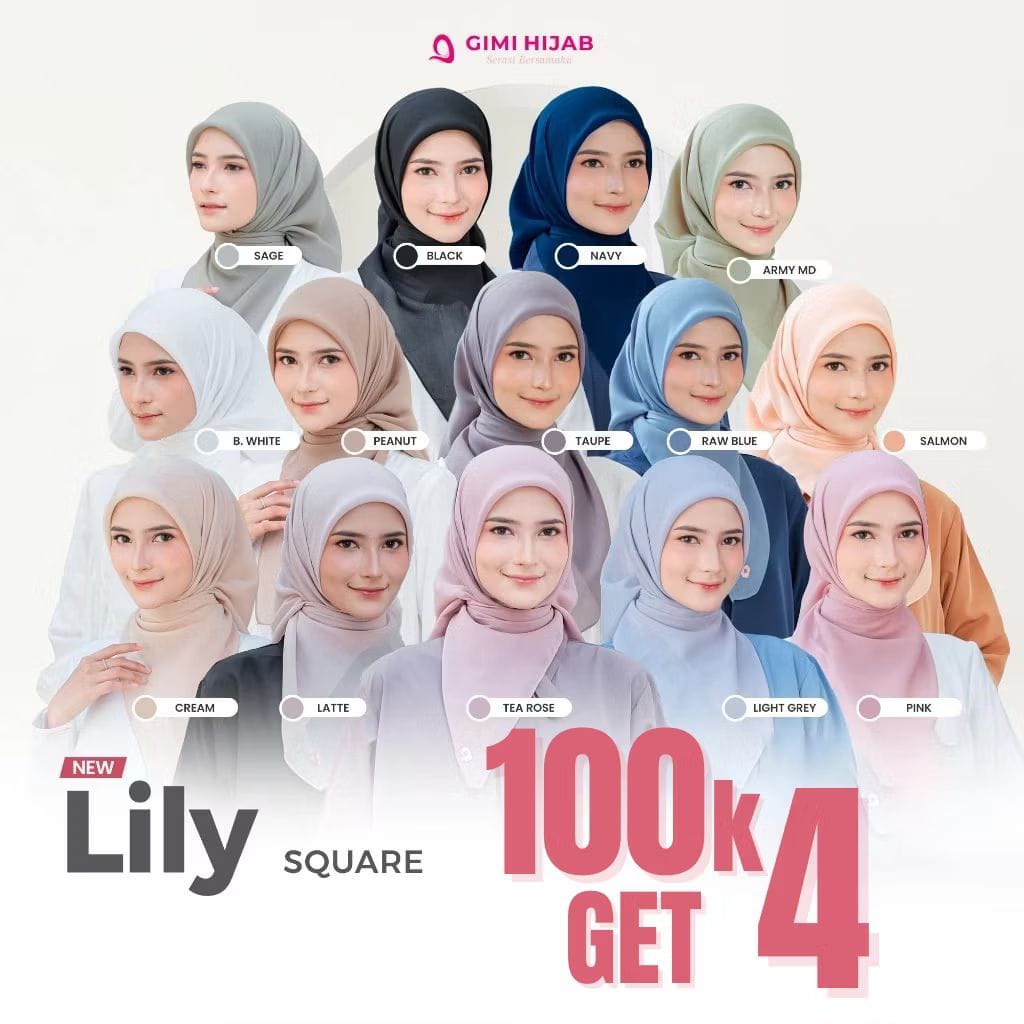 GIMI HIJAB
Serasi Bersamaku
SAGE
BLACK
NAVY
ARMY MD
B. WHITE
PEANUT
TAUPE
RAW BLUE
SALMON
CREAM
LATTE
TEA ROSE
LIGHT GREY
PINK
NEW
Lily SQUARE
100k
GET 4